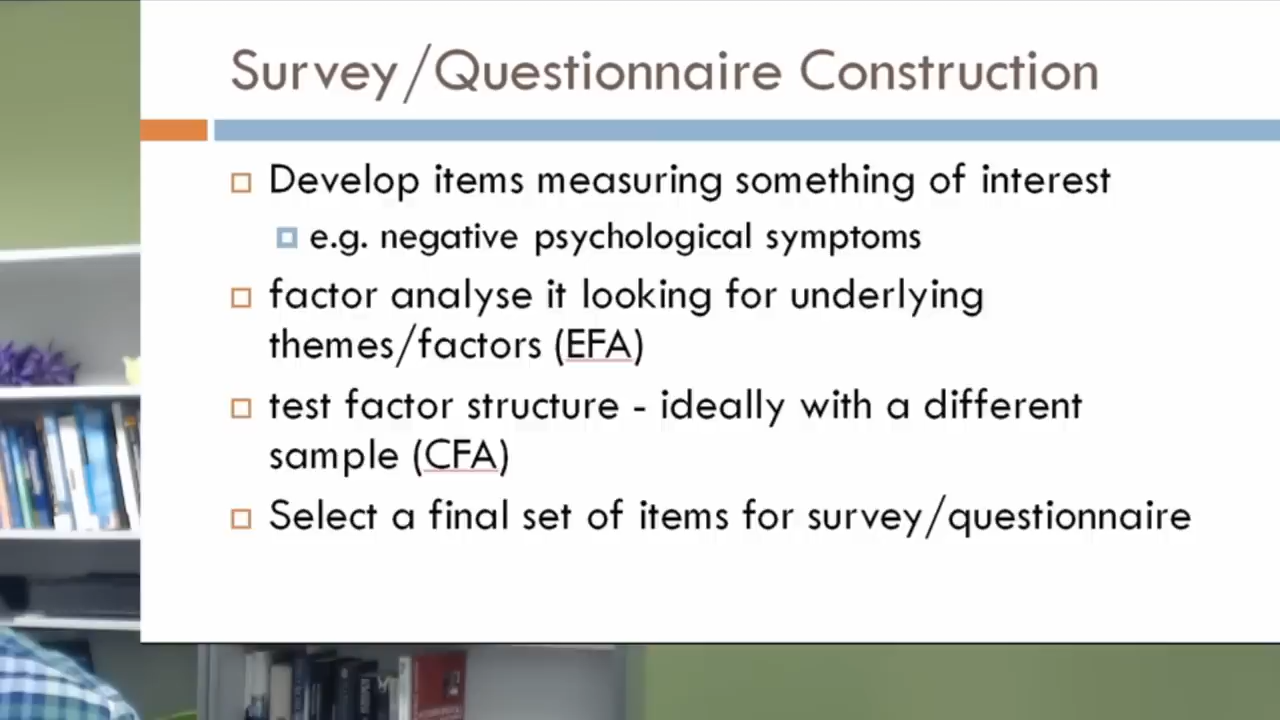 Survey/Questionnaire Construction
Develop items measuring something of interest
e.g. negative psychological symptoms
factor analyse it looking for underlying
themes/factors (EFA)
test factor structure - ideally with a different
sample (CFA)
Select a final set of items for survey/questionnaire